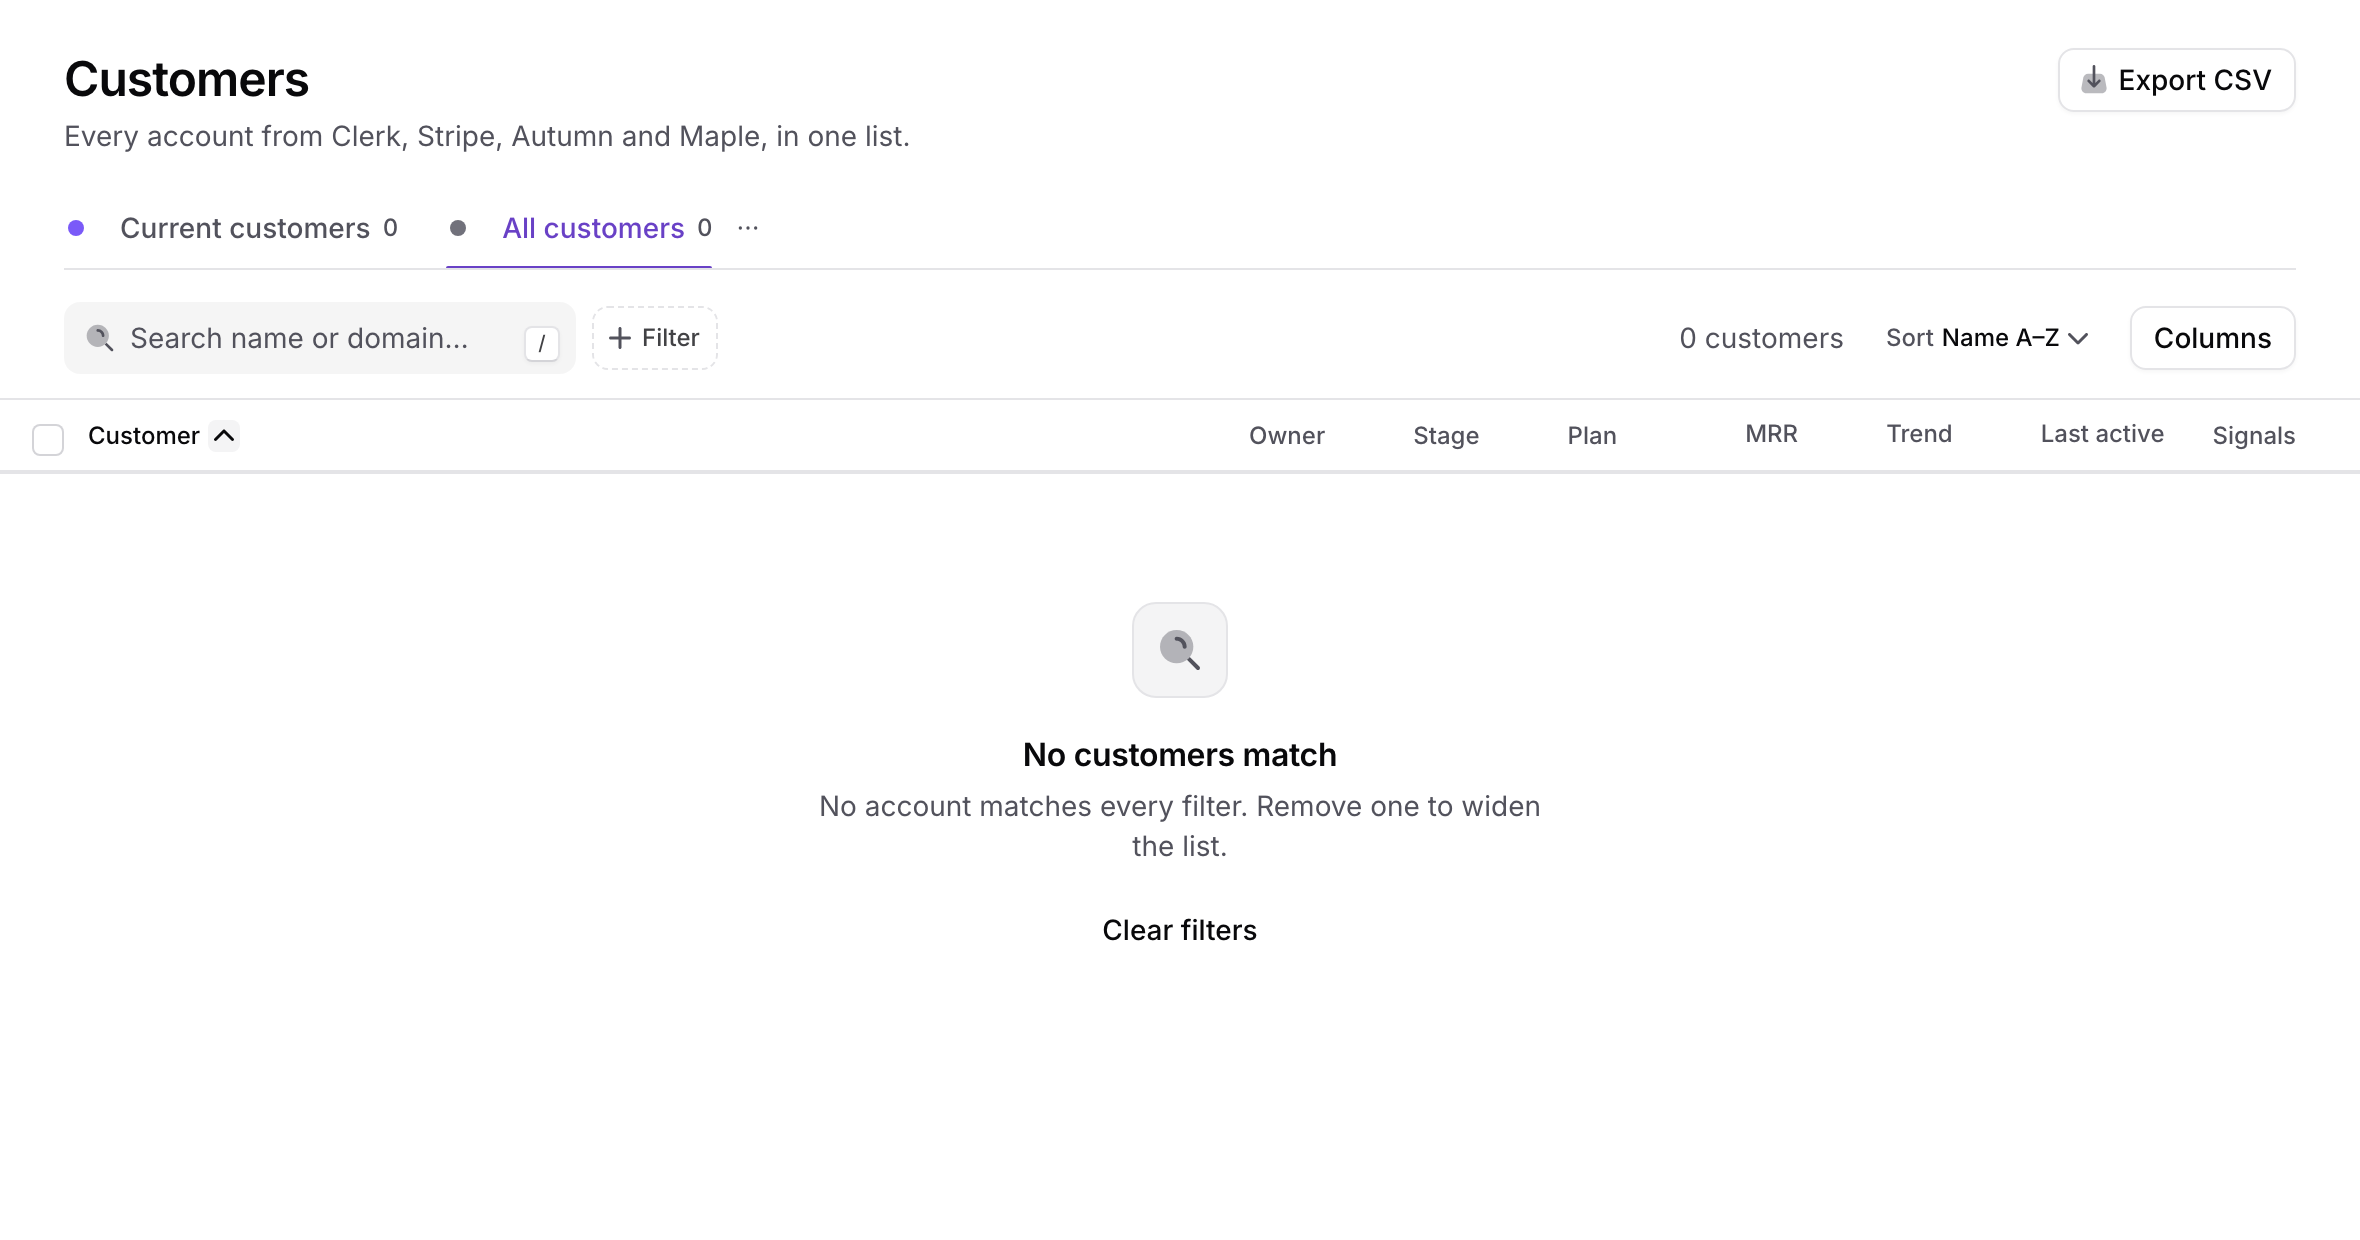 Customers
Export CSV
Every account from Clerk, Stripe, Autumn and Maple, in one list.
Current customers 0
All customers 0 ...
Search name or domain... /
+ Filter
0 customers
Sort Name A–Z
Columns
Customer
Owner
Stage
Plan
MRR
Trend
Last active
Signals
No customers match
No account matches every filter. Remove one to widen
the list.
Clear filters